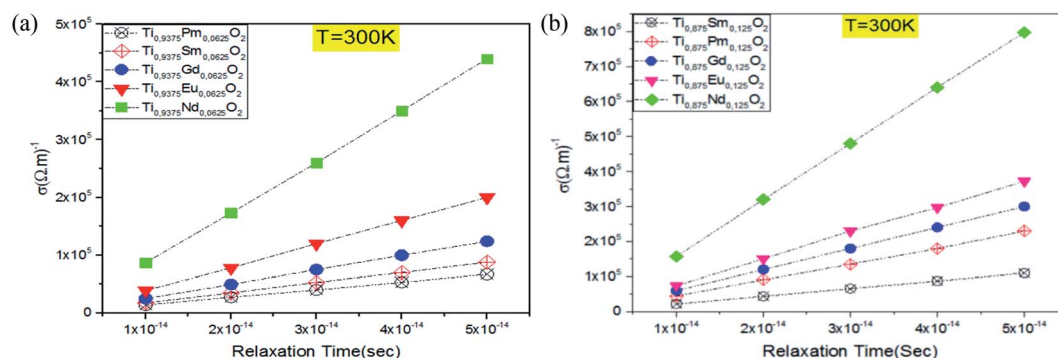 (a)
T=300K
Ti0,9375Pm0,0625O2
Ti0,9375Sm0,0625O2
Ti0,9375Gd0,0625O2
Ti0,9375Eu0,0625O2
Ti0,9375Nd0,0625O2
5x10^5
4x10^5
3x10^5
2x10^5
1x10^5
0
σ(Ω.m)^-1
1x10^-14 2x10^-14 3x10^-14 4x10^-14 5x10^-14
Relaxation Time(Sec)
(b)
T=300K
Ti0,875Sm0,125O2
Ti0,875Pm0,125O2
Ti0,875Gd0,125O2
Ti0,875Eu0,125O2
Ti0,875Nd0,125O2
8x10^5
7x10^5
6x10^5
5x10^5
4x10^5
3x10^5
2x10^5
1x10^5
0
σ(Ω.m)^-1
1x10^-14 2x10^-14 3x10^-14 4x10^-14 5x10^-14
Relaxation Time(Sec)